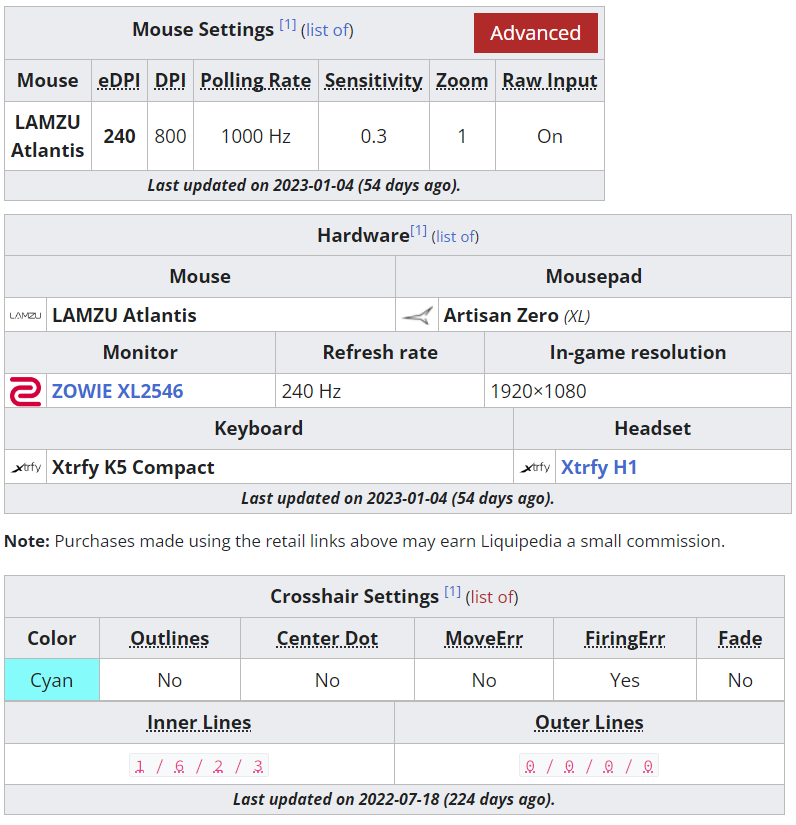 Mouse Settings [1] (list of)
Advanced
Mouse eDPI DPI Polling Rate Sensitivity Zoom Raw Input
LAMZU Atlantis 240 800 1000 Hz 0.3 1 On
Last updated on 2023-01-04 (54 days ago).
Hardware[1] (list of)
Mouse Mousepad
LAMZU LAMZU Atlantis Artisan Zero (XL)
Monitor Refresh rate In-game resolution
ZOWIE XL2546 240 Hz 1920×1080
Keyboard Headset
xtrfy Xtrfy K5 Compact xtrfy Xtrfy H1
Last updated on 2023-01-04 (54 days ago).
Note: Purchases made using the retail links above may earn Liquipedia a small commission.
Crosshair Settings [1] (list of)
Color Outlines Center Dot MoveErr FiringErr Fade
Cyan No No No Yes No
Inner Lines Outer Lines
1 / 6 / 2 / 3 0 / 0 / 0 / 0
Last updated on 2022-07-18 (224 days ago).